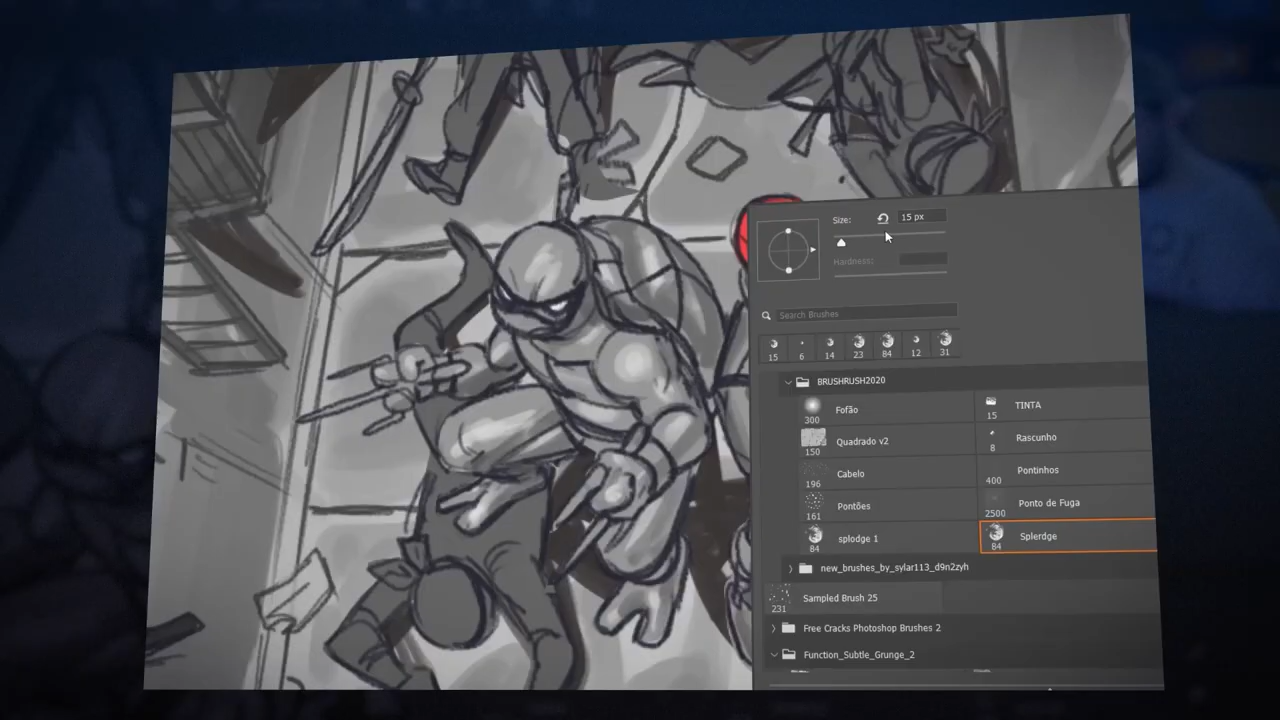 Size: 15 px
Hardness:
Search Brushes
15 6 14 23 84 12 31
BRUSHRUSH2020
300 Fofão 15 TINTA
150 Quadrado v2 8 Rascunho
196 Cabelo 400 Pontinhos
161 Pontões 2500 Ponto de Fuga
84 splodge 1 84 Splerdge
new_brushes_by_sylar113_d9n2zyh
231 Sampled Brush 25
Free Cracks Photoshop Brushes 2
Function_Subtle_Grunge_2